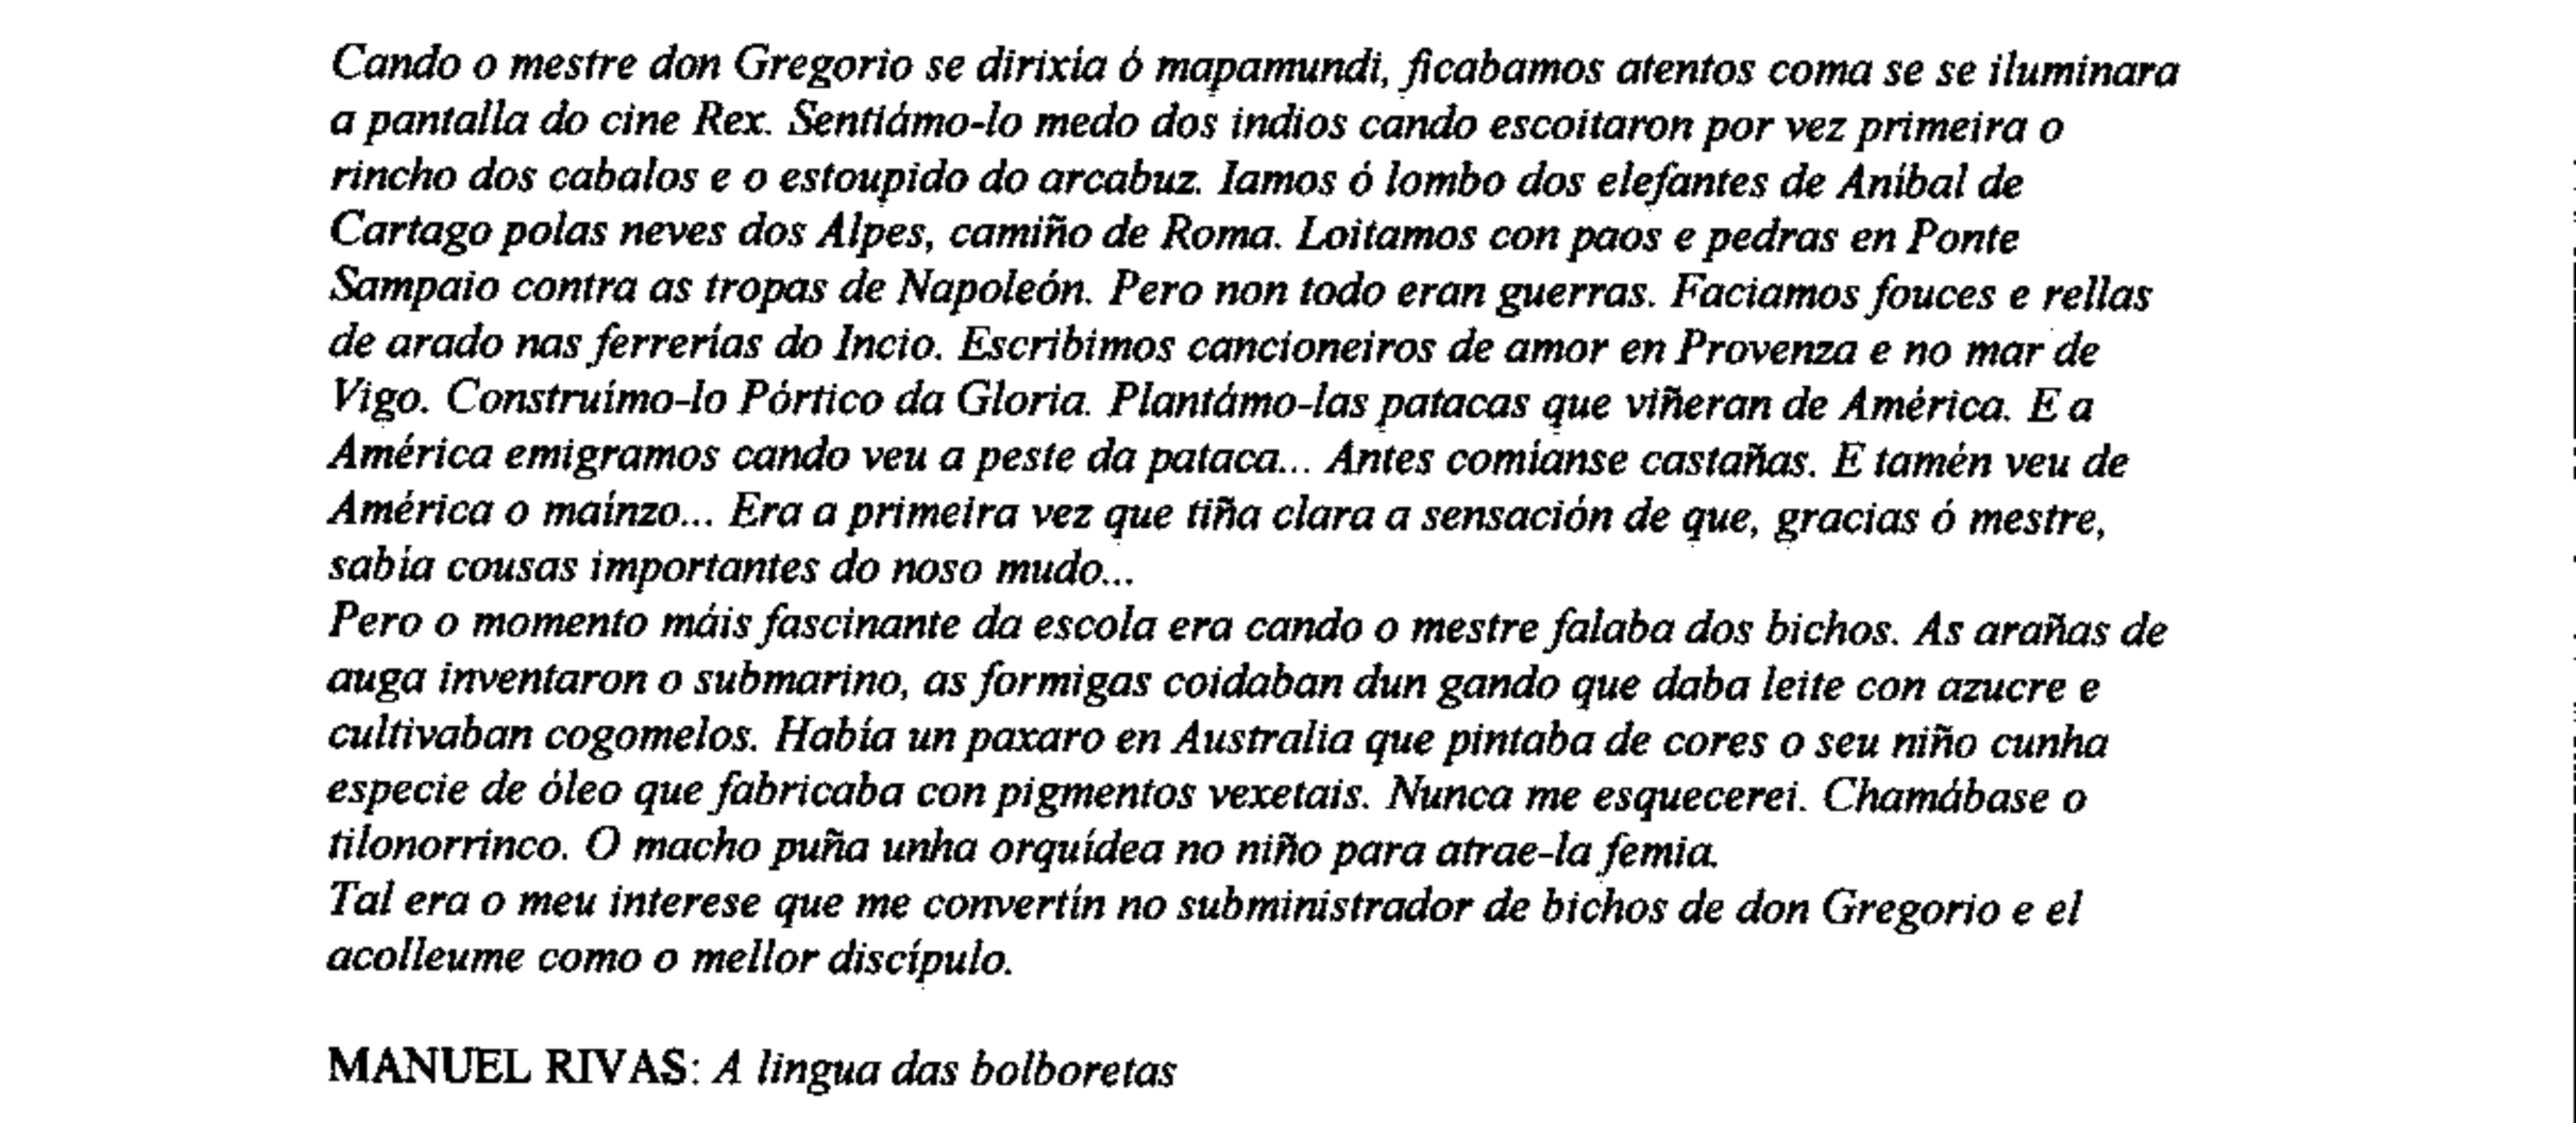 Cando o mestre don Gregorio se dirixía ó mapamundi, ficabamos atentos coma se se iluminara
a pantalla do cine Rex. Sentiámo-lo medo dos indios cando escoitaron por vez primeira o
rincho dos cabalos e o estoupido do arcabuz. Iamos ó lombo dos elefantes de Aníbal de
Cartago polas neves dos Alpes, camiño de Roma. Loitamos con paos e pedras en Ponte
Sampaio contra as tropas de Napoleón. Pero non todo eran guerras. Faciamos fouces e rellas
de arado nas ferrerías do Incio. Escribimos cancioneiros de amor en Provenza e no mar de
Vigo. Construímo-lo Pórtico da Gloria. Plantámo-las patacas que viñeran de América. E a
América emigramos cando veu a peste da pataca... Antes comíanse castañas. E tamén veu de
América o maínzo... Era a primeira vez que tiña clara a sensación de que, gracias ó mestre,
sabía cousas importantes do noso mudo...
Pero o momento máis fascinante da escola era cando o mestre falaba dos bichos. As arañas de
auga inventaron o submarino, as formigas coidaban dun gando que daba leite con azucre e
cultivaban cogomelos. Había un paxaro en Australia que pintaba de cores o seu niño cunha
especie de óleo que fabricaba con pigmentos vexetais. Nunca me esquecerei. Chamábase o
tilonorrinco. O macho puña unha orquídea no niño para atrae-la femia.
Tal era o meu interese que me convertín no subministrador de bichos de don Gregorio e el
acolleume como o mellor discípulo.
MANUEL RIVAS: A lingua das bolboretas